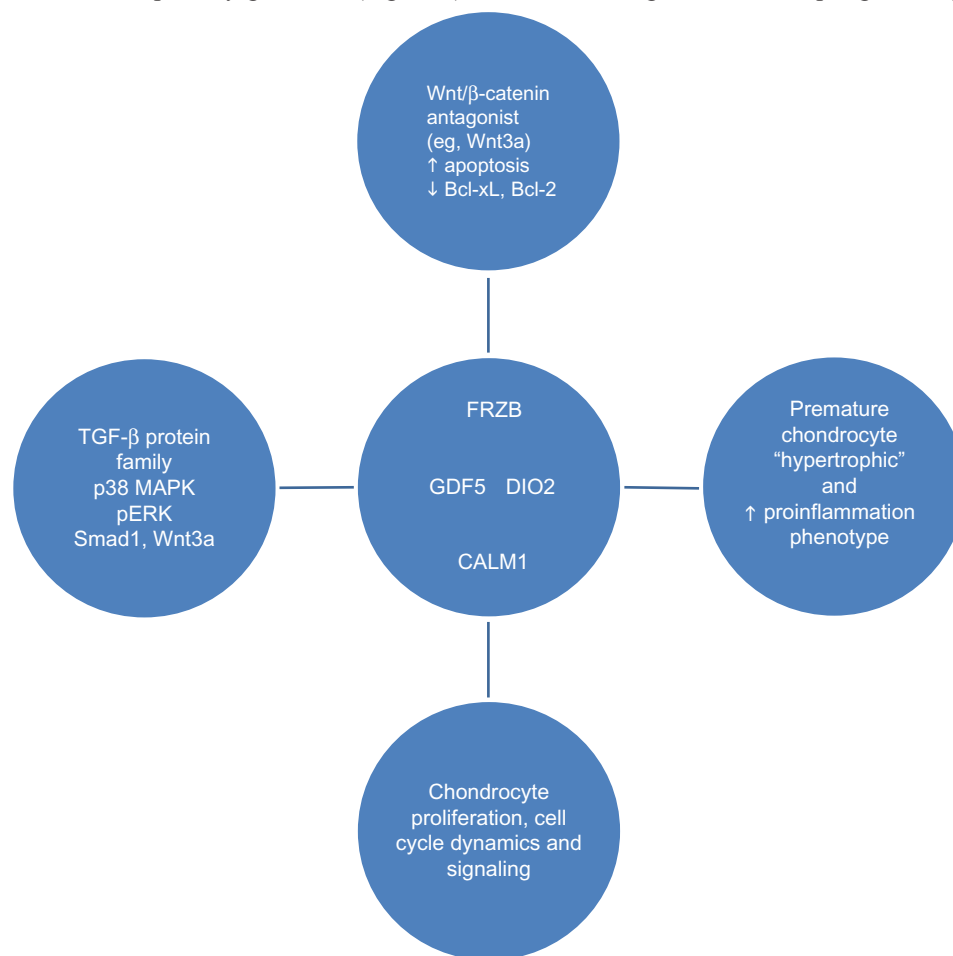 Wnt/β-catenin
antagonist
(eg, Wnt3a)
↑ apoptosis
↓ Bcl-xL, Bcl-2
FRZB
GDF5 DIO2
CALM1
TGF-β protein
family
p38 MAPK
pERK
Smad1, Wnt3a
Premature
chondrocyte
“hypertrophic”
and
↑ proinflammation
phenotype
Chondrocyte
proliferation, cell
cycle dynamics and
signaling